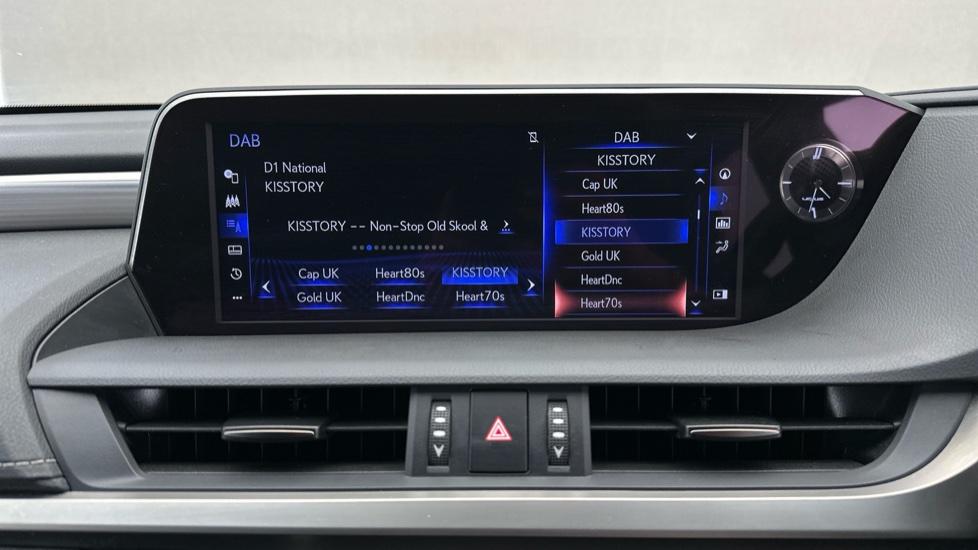 DAB
D1 National
KISSTORY
KISSTORY -- Non-Stop Old Skool &
Cap UK Heart80s KISSTORY
Gold UK HeartDnc Heart70s
DAB
KISSTORY
Cap UK
Heart80s
KISSTORY
Gold UK
HeartDnc
Heart70s
LEXUS